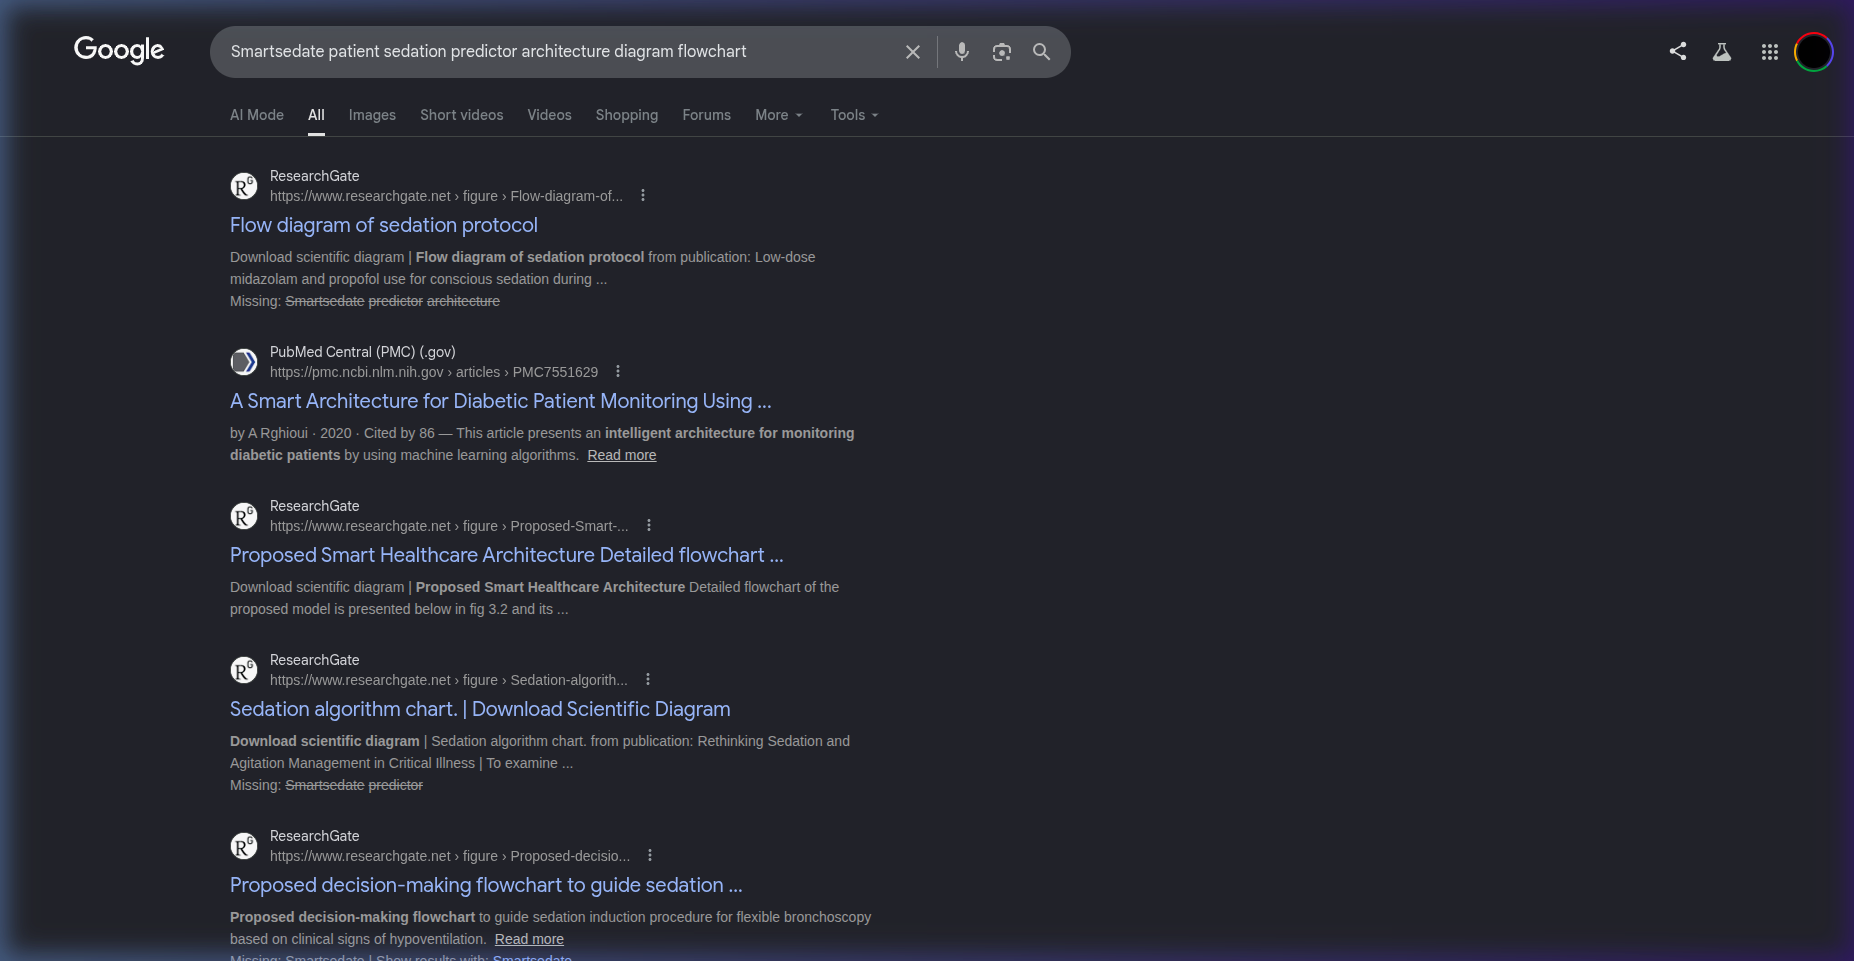 Google
Smartsedate patient sedation predictor architecture diagram flowchart
AI Mode All Images Short videos Videos Shopping Forums More Tools
ResearchGate
https://www.researchgate.net › figure › Flow-diagram-of...
Flow diagram of sedation protocol
Download scientific diagram | Flow diagram of sedation protocol from publication: Low-dose
midazolam and propofol use for conscious sedation during ...
Missing: Smartsedate predictor architecture
PubMed Central (PMC) (.gov)
https://pmc.ncbi.nlm.nih.gov › articles › PMC7551629
A Smart Architecture for Diabetic Patient Monitoring Using ...
by A Rghioui · 2020 · Cited by 86 — This article presents an intelligent architecture for monitoring
diabetic patients by using machine learning algorithms. Read more
ResearchGate
https://www.researchgate.net › figure › Proposed-Smart-...
Proposed Smart Healthcare Architecture Detailed flowchart ...
Download scientific diagram | Proposed Smart Healthcare Architecture Detailed flowchart of the
proposed model is presented below in fig 3.2 and its ...
ResearchGate
https://www.researchgate.net › figure › Sedation-algorith...
Sedation algorithm chart. | Download Scientific Diagram
Download scientific diagram | Sedation algorithm chart. from publication: Rethinking Sedation and
Agitation Management in Critical Illness | To examine ...
Missing: Smartsedate predictor
ResearchGate
https://www.researchgate.net › figure › Proposed-decisio...
Proposed decision-making flowchart to guide sedation ...
Proposed decision-making flowchart to guide sedation induction procedure for flexible bronchoscopy
based on clinical signs of hypoventilation. Read more
Missing: Smartsedate | Show results with: Smartsedate